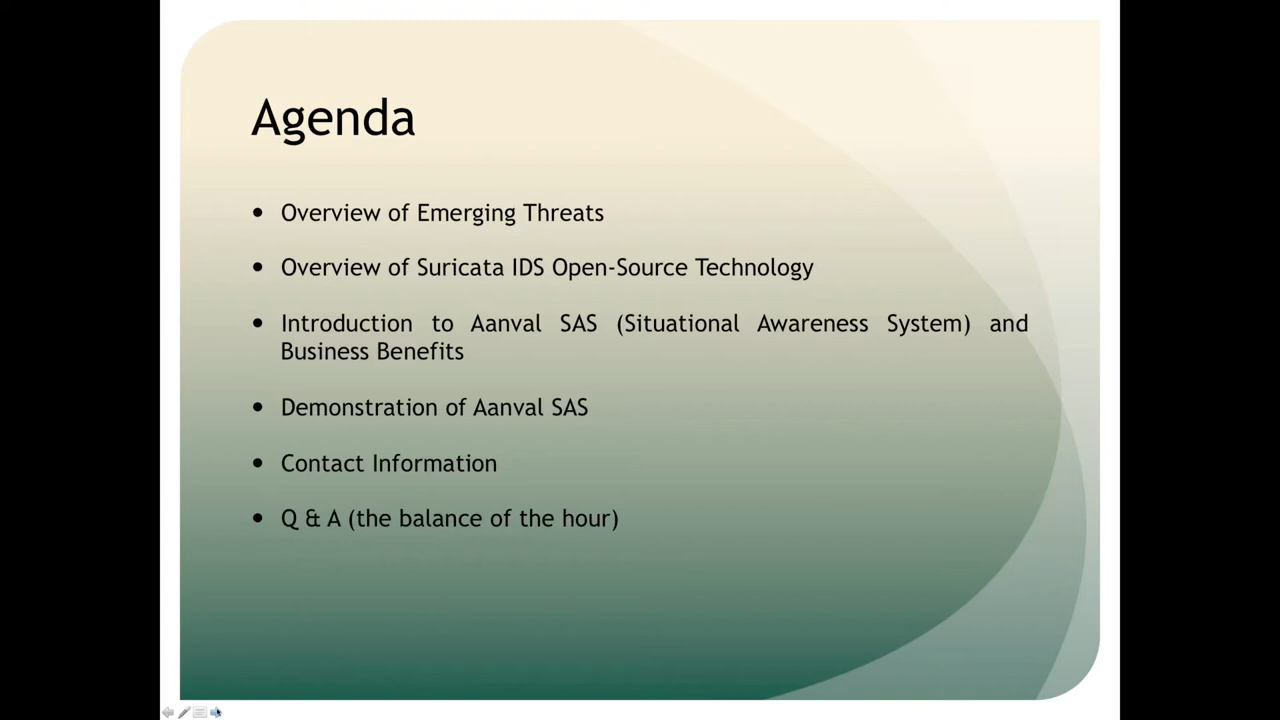 Agenda
• Overview of Emerging Threats
• Overview of Suricata IDS Open-Source Technology
• Introduction to Aanval SAS (Situational Awareness System) and
Business Benefits
• Demonstration of Aanval SAS
• Contact Information
• Q & A (the balance of the hour)